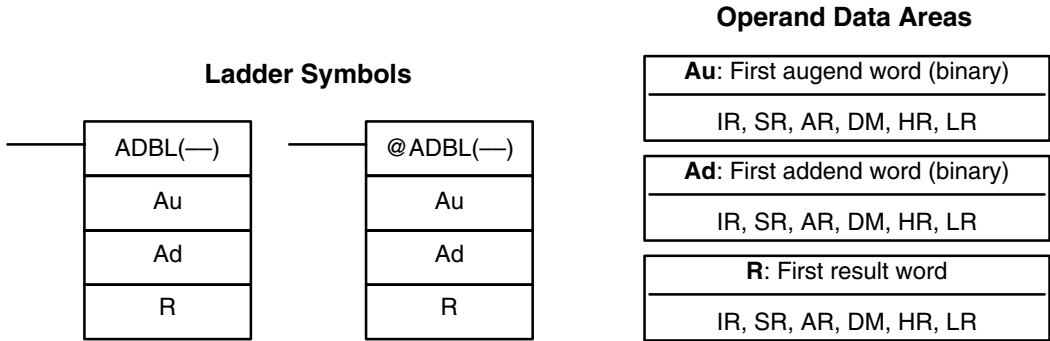 Operand Data Areas
Ladder Symbols
ADBL(––)
Au
Ad
R
@ADBL(––)
Au
Ad
R
Au: First augend word (binary)
IR, SR, AR, DM, HR, LR
Ad: First addend word (binary)
IR, SR, AR, DM, HR, LR
R: First result word
IR, SR, AR, DM, HR, LR